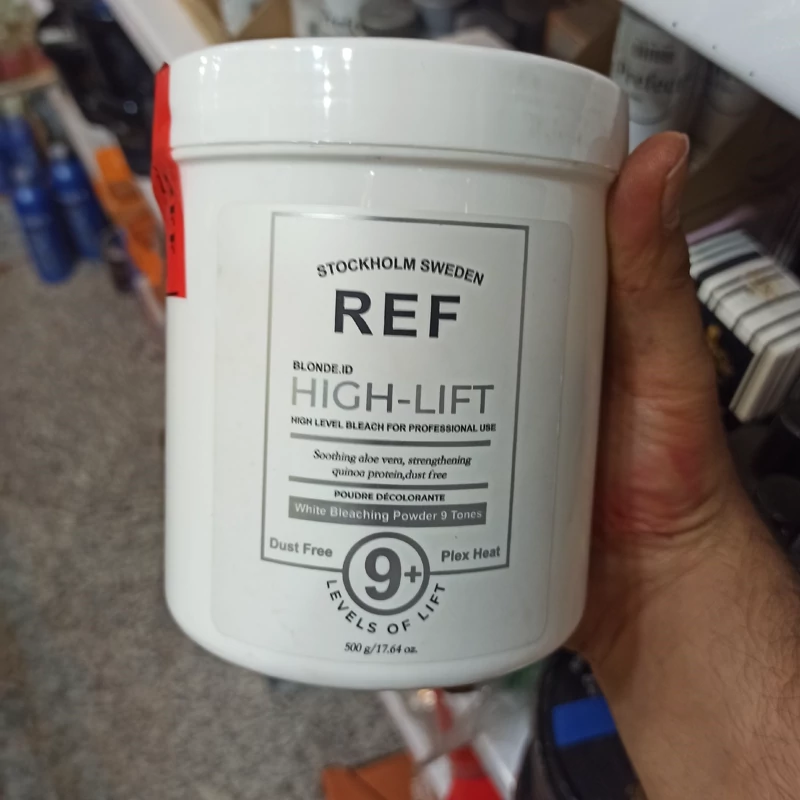 STOCKHOLM SWEDEN
REF
BLONDE.ID
HIGH-LIFT
HIGH LEVEL BLEACH FOR PROFESSIONAL USE
Soothing aloe vera, strengthening
quinoa protein,dust free
POUDRE DÉCOLORANTE
White Bleaching Powder 9 Tones
Dust Free
Plex Heat
9+
LEVELS OF LIFT
500 g/17.64 oz.